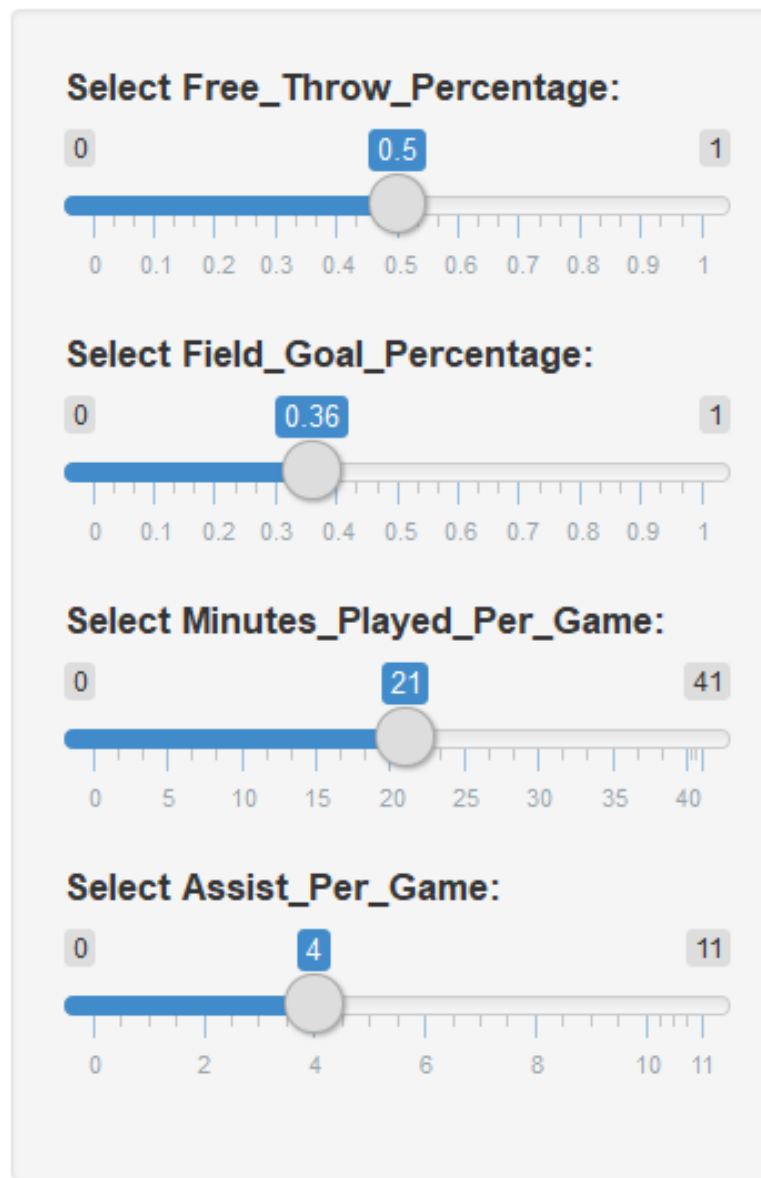 Select Free_Throw_Percentage:
0 0.5 1
0 0.1 0.2 0.3 0.4 0.5 0.6 0.7 0.8 0.9 1
Select Field_Goal_Percentage:
0 0.36 1
0 0.1 0.2 0.3 0.4 0.5 0.6 0.7 0.8 0.9 1
Select Minutes_Played_Per_Game:
0 21 41
0 5 10 15 20 25 30 35 40
Select Assist_Per_Game:
0 4 11
0 2 4 6 8 10 11